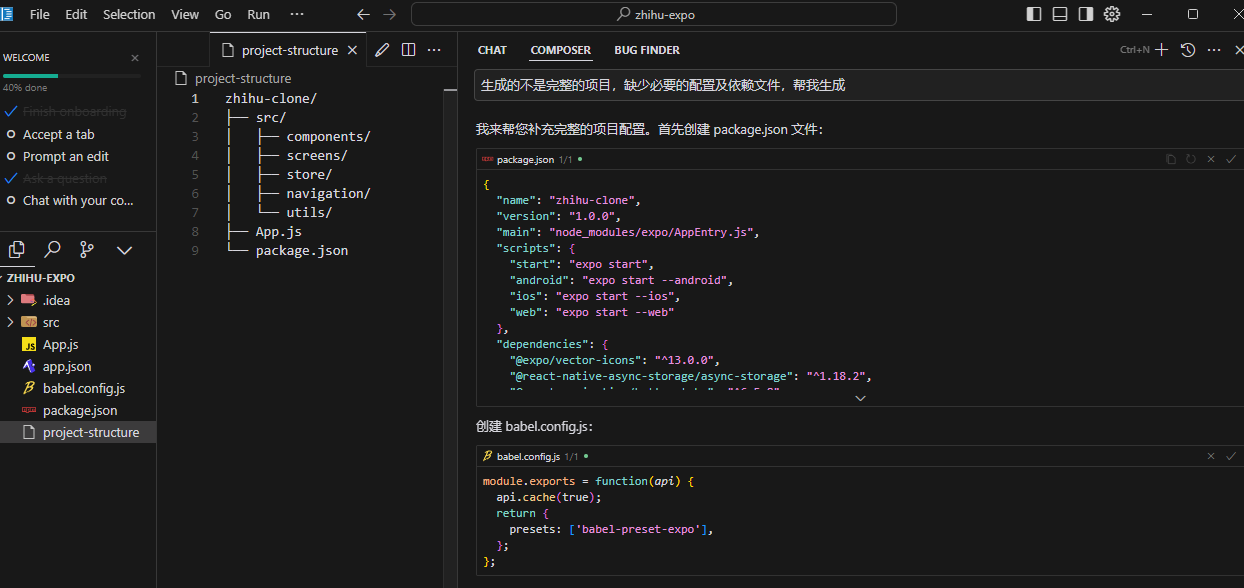 File Edit Selection View Go Run ··· ← → zhihu-expo
WELCOME
40% done
Finish onboarding
Accept a tab
Prompt an edit
Ask a question
Chat with your co...
ZHIHU-EXPO
.idea
src
App.js
app.json
babel.config.js
package.json
project-structure
project-structure
project-structure
1 zhihu-clone/
2 ├── src/
3 │   ├── components/
4 │   ├── screens/
5 │   ├── store/
6 │   ├── navigation/
7 │   └── utils/
8 ├── App.js
9 └── package.json
CHAT COMPOSER BUG FINDER Ctrl+N
生成的不是完整的项目，缺少必要的配置及依赖文件，帮我生成
我来帮您补充完整的项目配置。首先创建 package.json 文件：
package.json 1/1
{
"name": "zhihu-clone",
"version": "1.0.0",
"main": "node_modules/expo/AppEntry.js",
"scripts": {
"start": "expo start",
"android": "expo start --android",
"ios": "expo start --ios",
"web": "expo start --web"
},
"dependencies": {
"@expo/vector-icons": "^13.0.0",
"@react-native-async-storage/async-storage": "^1.18.2",
创建 babel.config.js：
babel.config.js 1/1
module.exports = function(api) {
api.cache(true);
return {
presets: ['babel-preset-expo'],
};
};